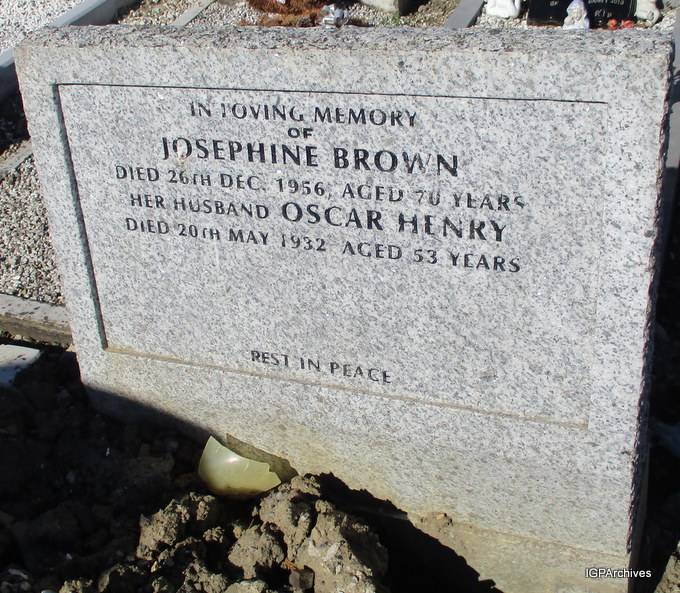 IN LOVING MEMORY
OF
JOSEPHINE BROWN
DIED 26TH DEC. 1956, AGED 70 YEARS
HER HUSBAND OSCAR HENRY
DIED 20TH MAY 1932 AGED 53 YEARS
REST IN PEACE
IGPArchives